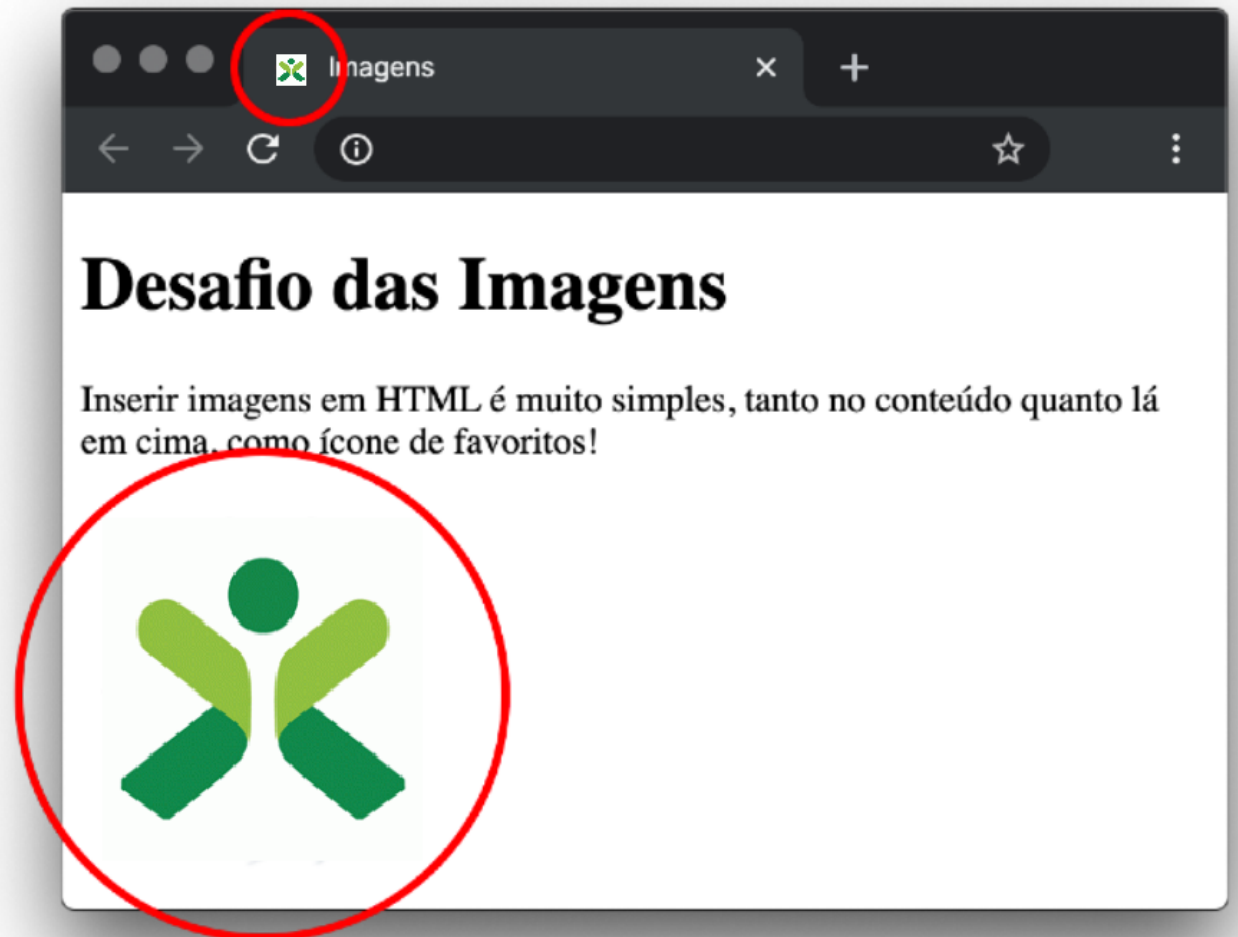 Imagens
Desafio das Imagens
Inserir imagens em HTML é muito simples, tanto no conteúdo quanto lá
em cima, como ícone de favoritos!